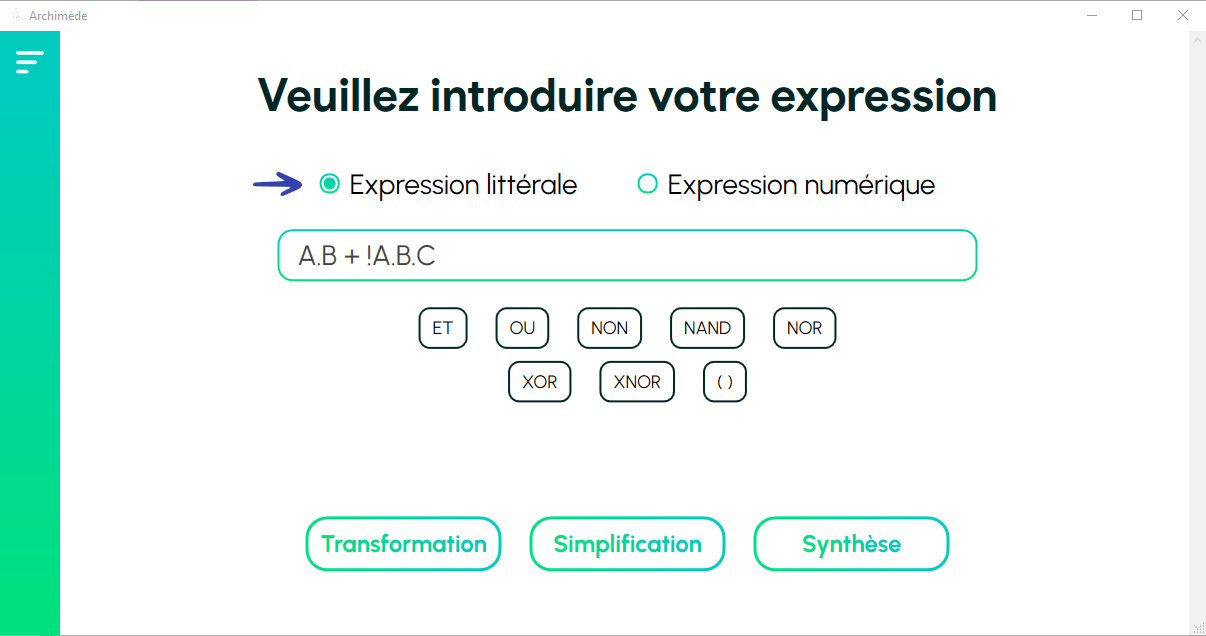 Archimède
Veuillez introduire votre expression
Expression littérale Expression numérique
A.B + !A.B.C
ET OU NON NAND NOR
XOR XNOR ( )
Transformation Simplification Synthèse